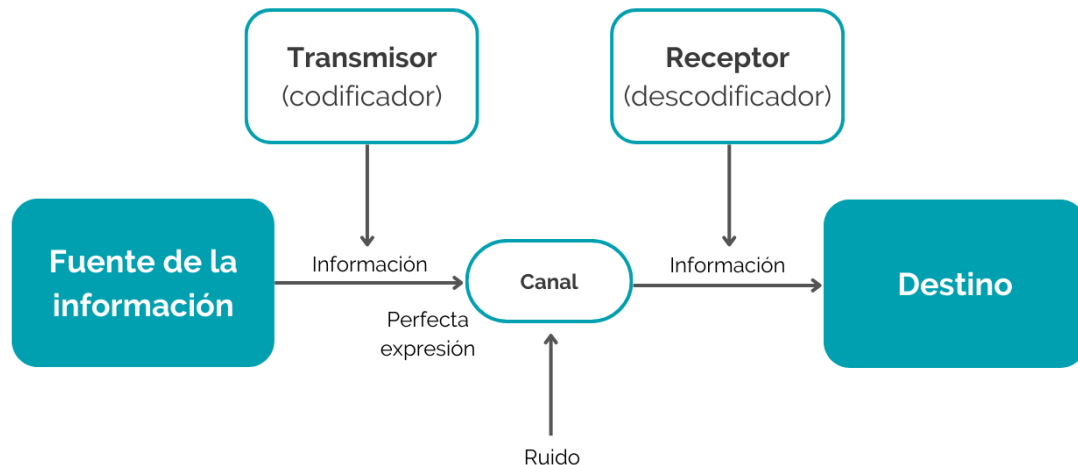 Transmisor
(codificador)
Receptor
(descodificador)
Fuente de la
información
Información
Perfecta
expresión
Canal
Información
Destino
Ruido